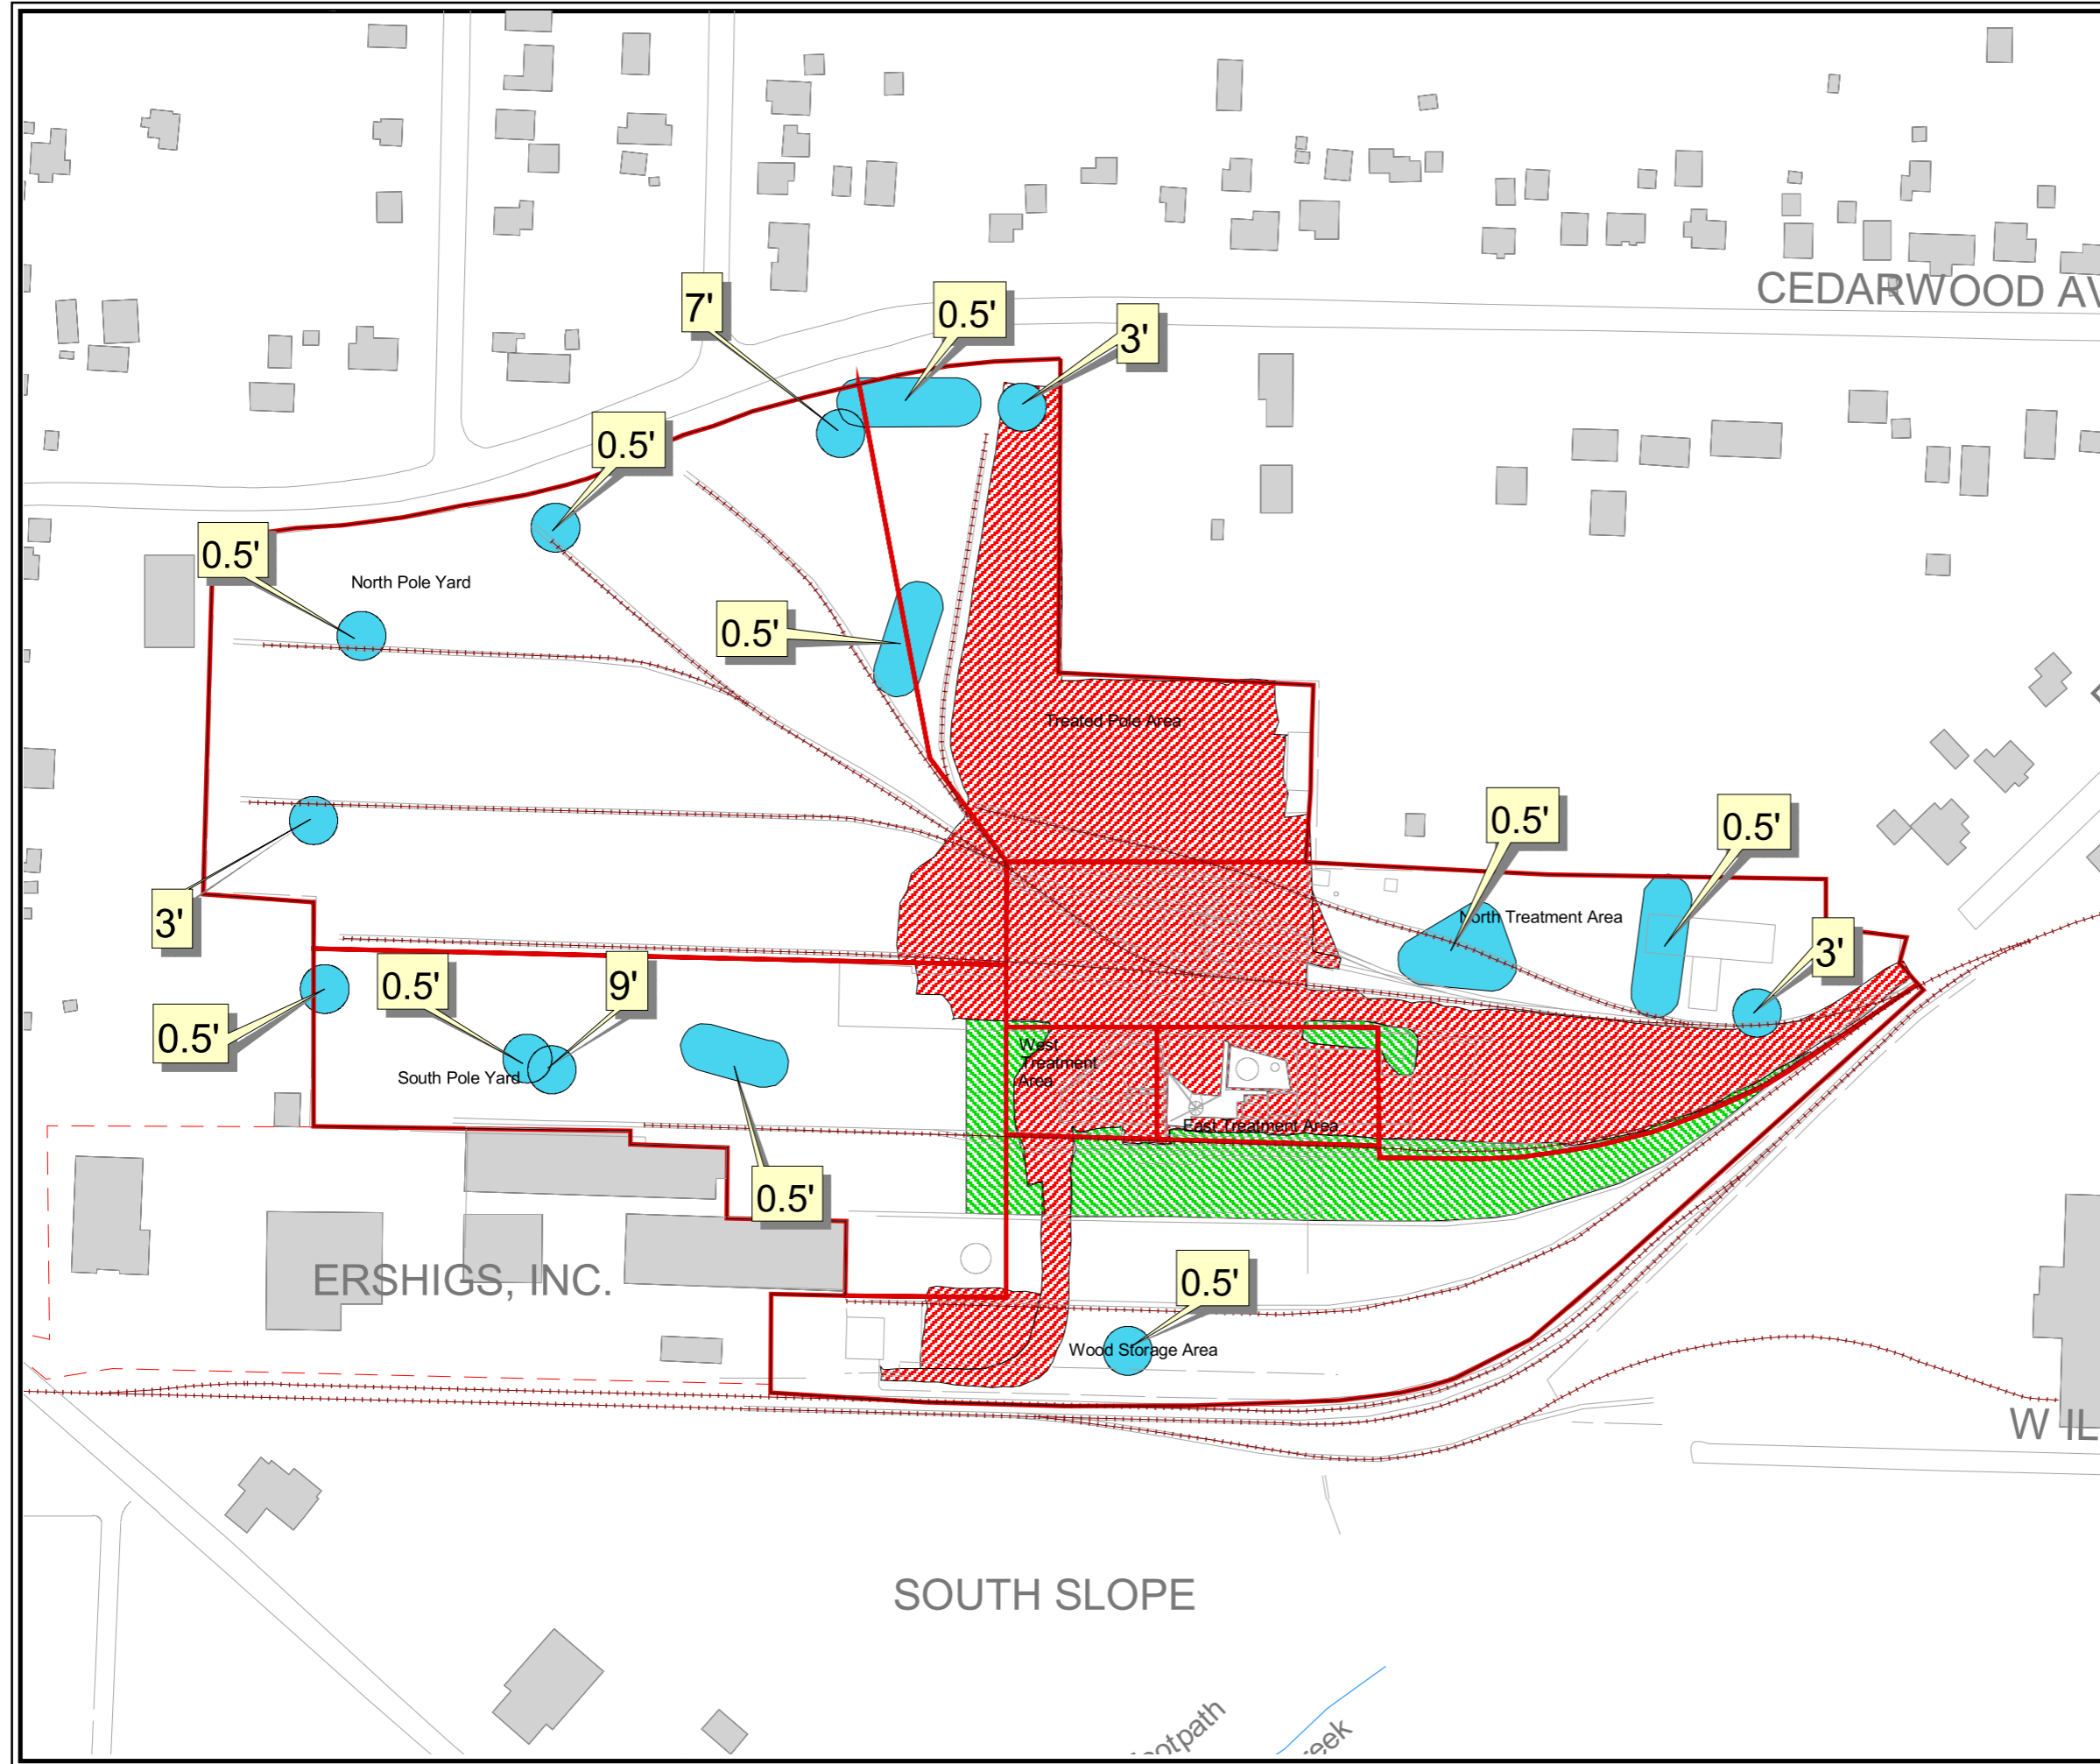 CEDARWOOD AV
7'
0.5'
3'
0.5'
0.5'
North Pole Yard
0.5'
Treated Pole Area
0.5'
0.5'
3'
North Treatment Area
3'
0.5'
9'
0.5'
West
Treatment
Area
South Pole Yard
East Treatment Area
0.5'
ERSHIGS, INC.
0.5'
Wood Storage Area
W IL
SOUTH SLOPE
otpath
eek